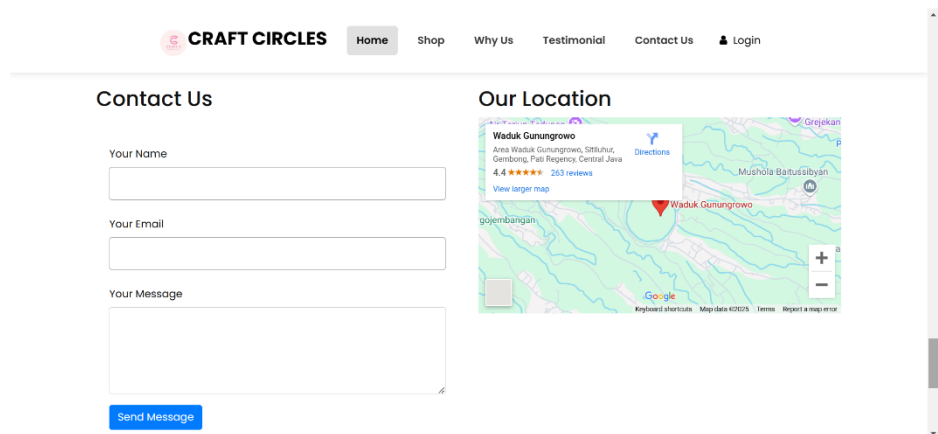 CRAFT CIRCLES
Home Shop Why Us Testimonial Contact Us Login
Contact Us
Your Name
Your Email
Your Message
Send Message
Our Location
Grejekan
Waduk Gunungrowo
Area Waduk Gunungrowo, Sitiluhur,
Gembong, Pati Regency, Central Java
4.4 263 reviews
View larger map
Directions
Mushola Baitussibyan
Waduk Gunungrowo
gojembangan
Google
Keyboard shortcuts Map data ©2025 Terms Report a map error